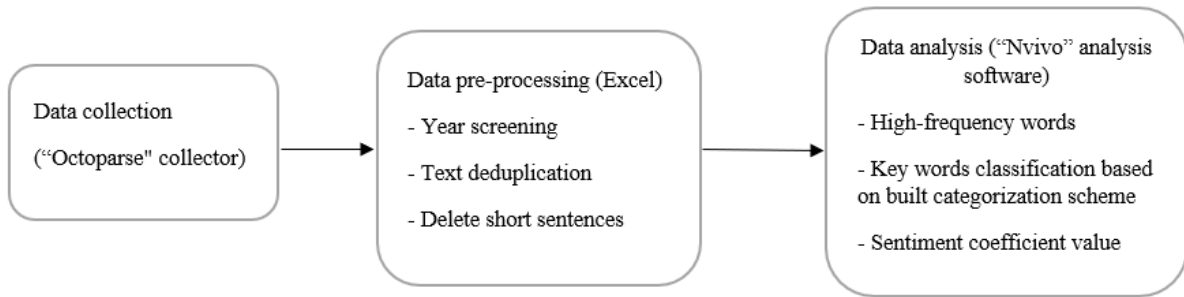 Data collection
(“Octoparse" collector)
Data pre-processing (Excel)
- Year screening
- Text deduplication
- Delete short sentences
Data analysis (“Nvivo” analysis
software)
- High-frequency words
- Key words classification based
on built categorization scheme
- Sentiment coefficient value